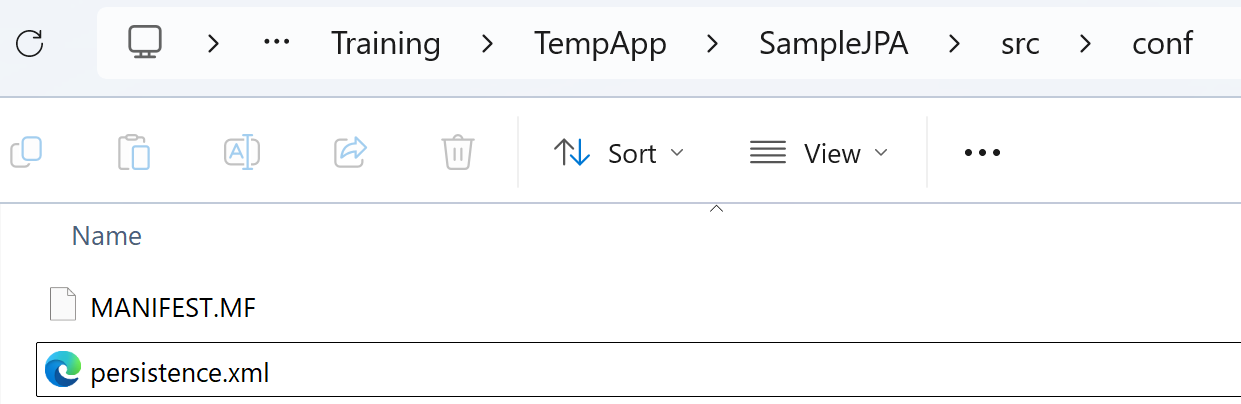 ··· Training TempApp SampleJPA src conf
Sort View
Name
MANIFEST.MF
persistence.xml